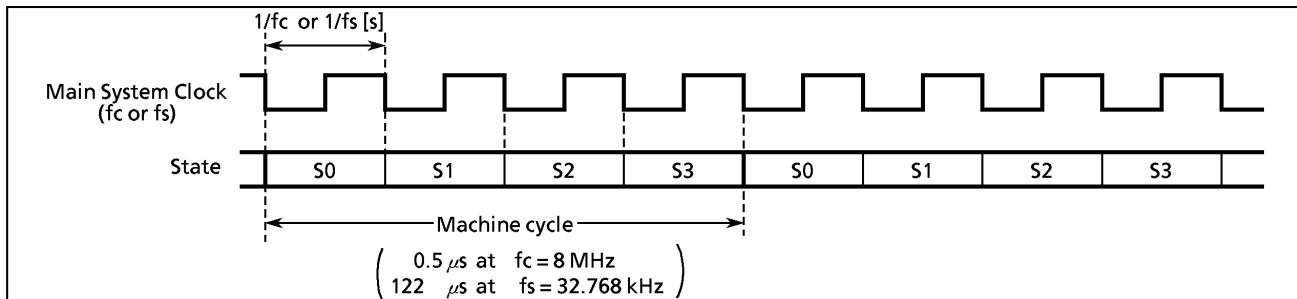 1/fc or 1/fs [s]
Main System Clock
(fc or fs)
State S0 S1 S2 S3 S0 S1 S2 S3
Machine cycle
0.5 μs at fc = 8 MHz
122 μs at fs = 32.768 kHz